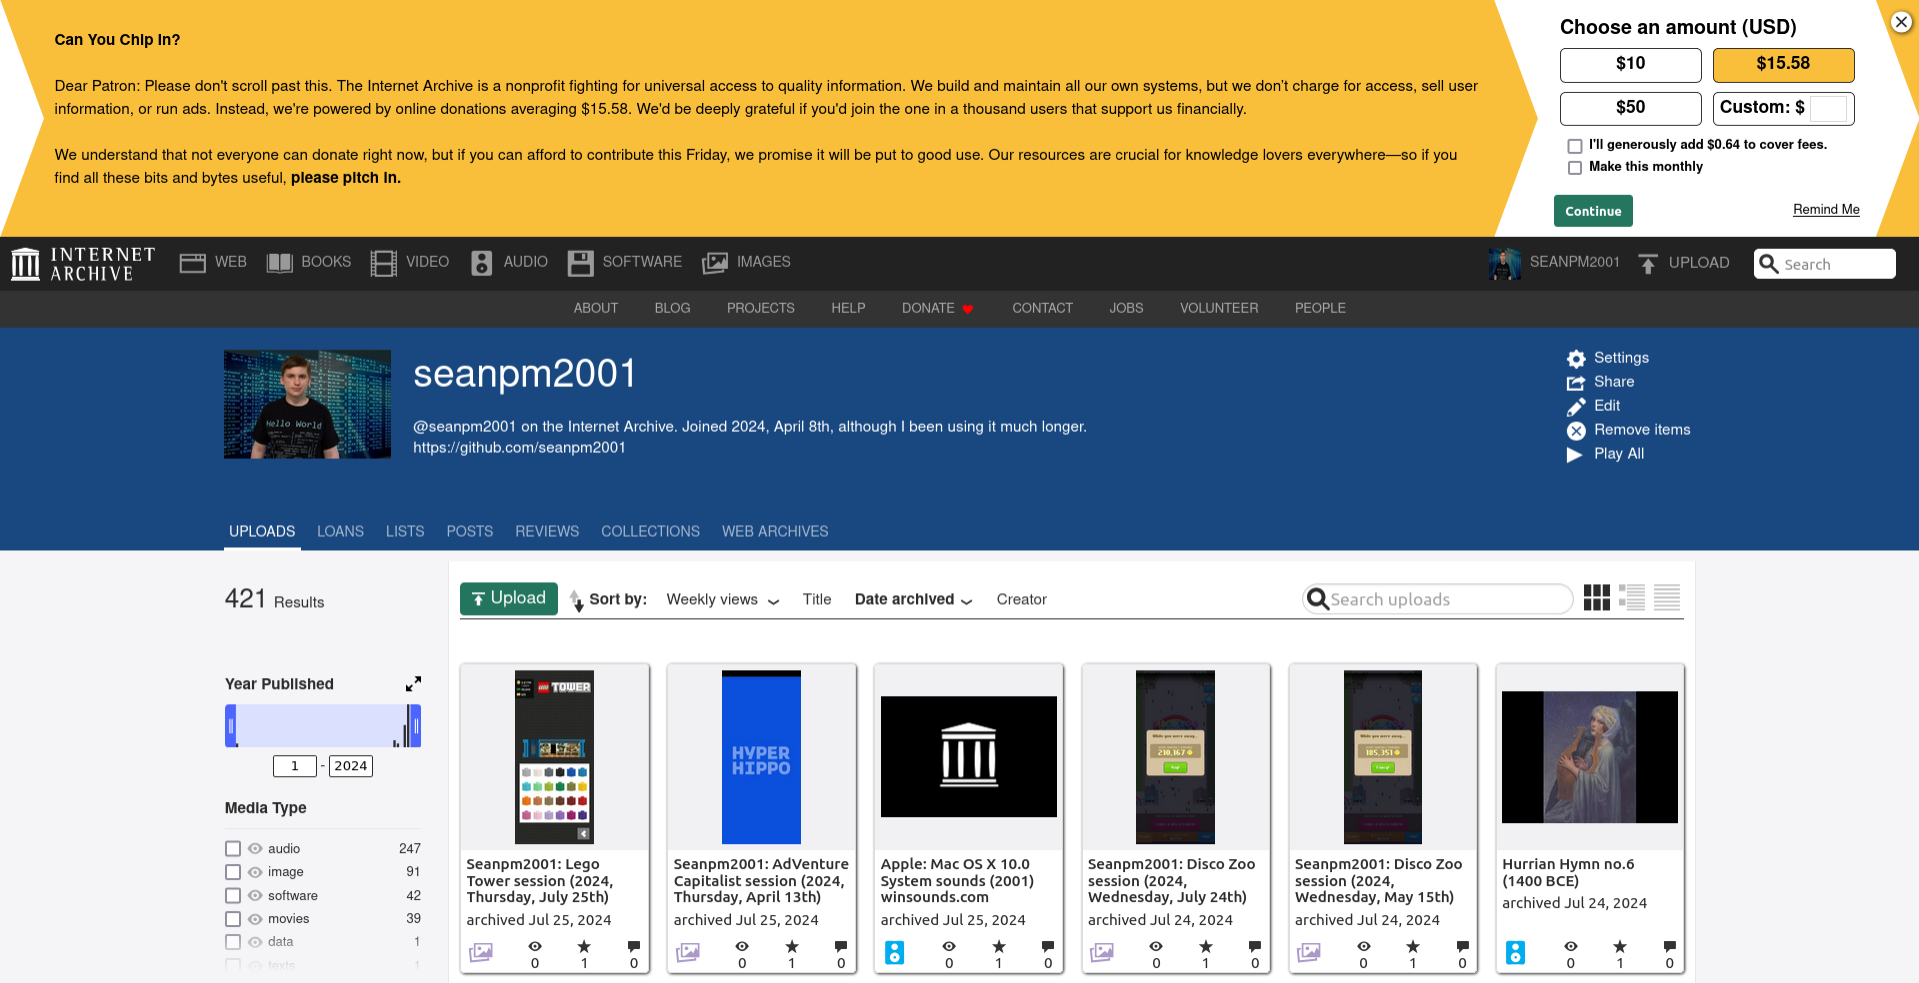 Can You Chip In?
Dear Patron: Please don't scroll past this. The Internet Archive is a nonprofit fighting for universal access to quality information. We build and maintain all our own systems, but we don't charge for access, sell user
information, or run ads. Instead, we're powered by online donations averaging $15.58. We'd be deeply grateful if you'd join the one in a thousand users that support us financially.
We understand that not everyone can donate right now, but if you can afford to contribute this Friday, we promise it will be put to good use. Our resources are crucial for knowledge lovers everywhere—so if you
find all these bits and bytes useful, please pitch in.
Choose an amount (USD)
$10 $15.58
$50 Custom: $
I'll generously add $0.64 to cover fees.
Make this monthly
Continue Remind Me
INTERNET ARCHIVE WEB BOOKS VIDEO AUDIO SOFTWARE IMAGES SEANPM2001 UPLOAD Search
ABOUT BLOG PROJECTS HELP DONATE CONTACT JOBS VOLUNTEER PEOPLE
Hello World
seanpm2001
@seanpm2001 on the Internet Archive. Joined 2024, April 8th, although I been using it much longer.
https://github.com/seanpm2001
Settings
Share
Edit
Remove items
Play All
UPLOADS LOANS LISTS POSTS REVIEWS COLLECTIONS WEB ARCHIVES
421 Results
Upload Sort by: Weekly views Title Date archived Creator Search uploads
Year Published
1 - 2024
Media Type
audio 247
image 91
software 42
movies 39
data 1
texts 1
LEGO TOWER
Seanpm2001: Lego
Tower session (2024,
Thursday, July 25th)
archived Jul 25, 2024
0 1 0
HYPER
HIPPO
Seanpm2001: AdVenture
Capitalist session (2024,
Thursday, April 13th)
archived Jul 25, 2024
0 1 0
Apple: Mac OS X 10.0
System sounds (2001)
winsounds.com
archived Jul 25, 2024
0 1 0
While you were away...
210,167
Seanpm2001: Disco Zoo
session (2024,
Wednesday, July 24th)
archived Jul 24, 2024
0 1 0
While you were away...
185,351
Seanpm2001: Disco Zoo
session (2024,
Wednesday, May 15th)
archived Jul 24, 2024
0 1 0
Hurrian Hymn no.6
(1400 BCE)
archived Jul 24, 2024
0 1 0